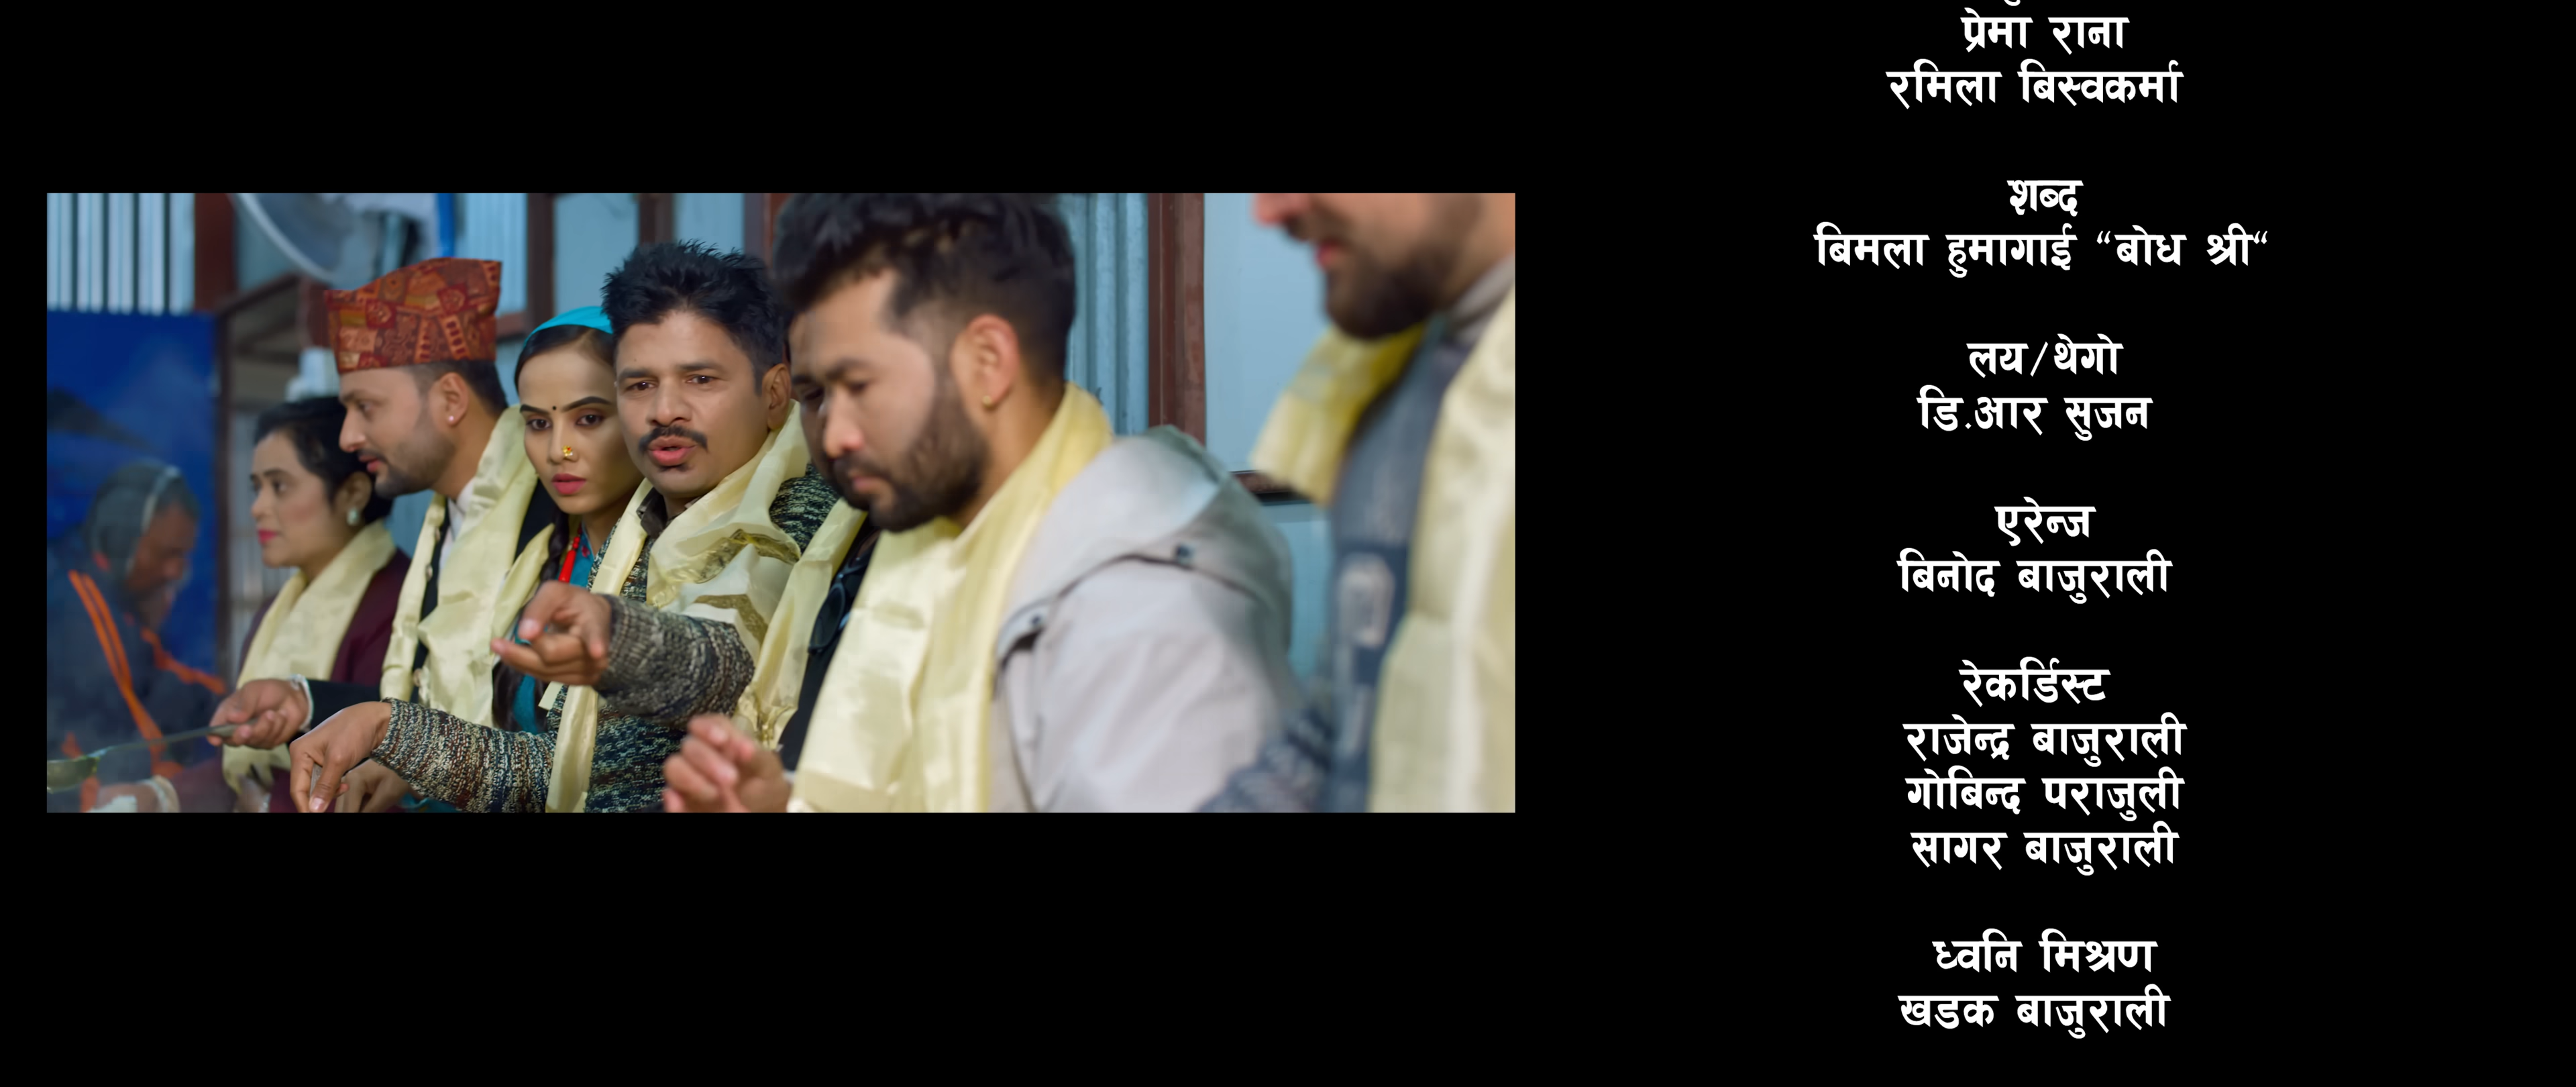 प्रेमा राना
रमिला बिस्वकर्मा
शब्द
बिमला हुमागाई “बोध श्री“
लय/थेगो
डि.आर सुजन
एरेन्ज
बिनोद बाजुराली
रेकर्डिस्ट
राजेन्द्र बाजुराली
गोबिन्द पराजुली
सागर बाजुराली
ध्वनि मिश्रण
खडक बाजुराली